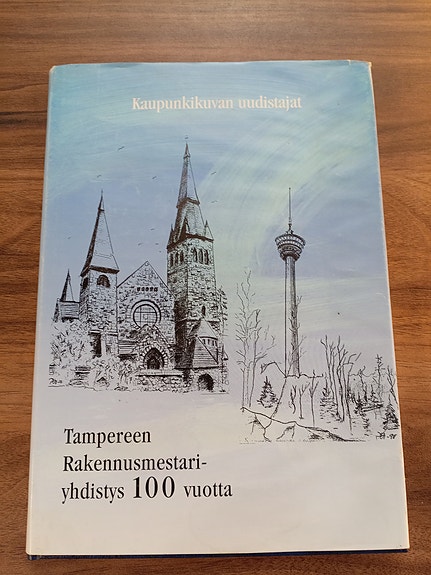 Kaupunkikuvan uudistajat
Tampereen
Rakennusmestari-
yhdistys 100 vuotta